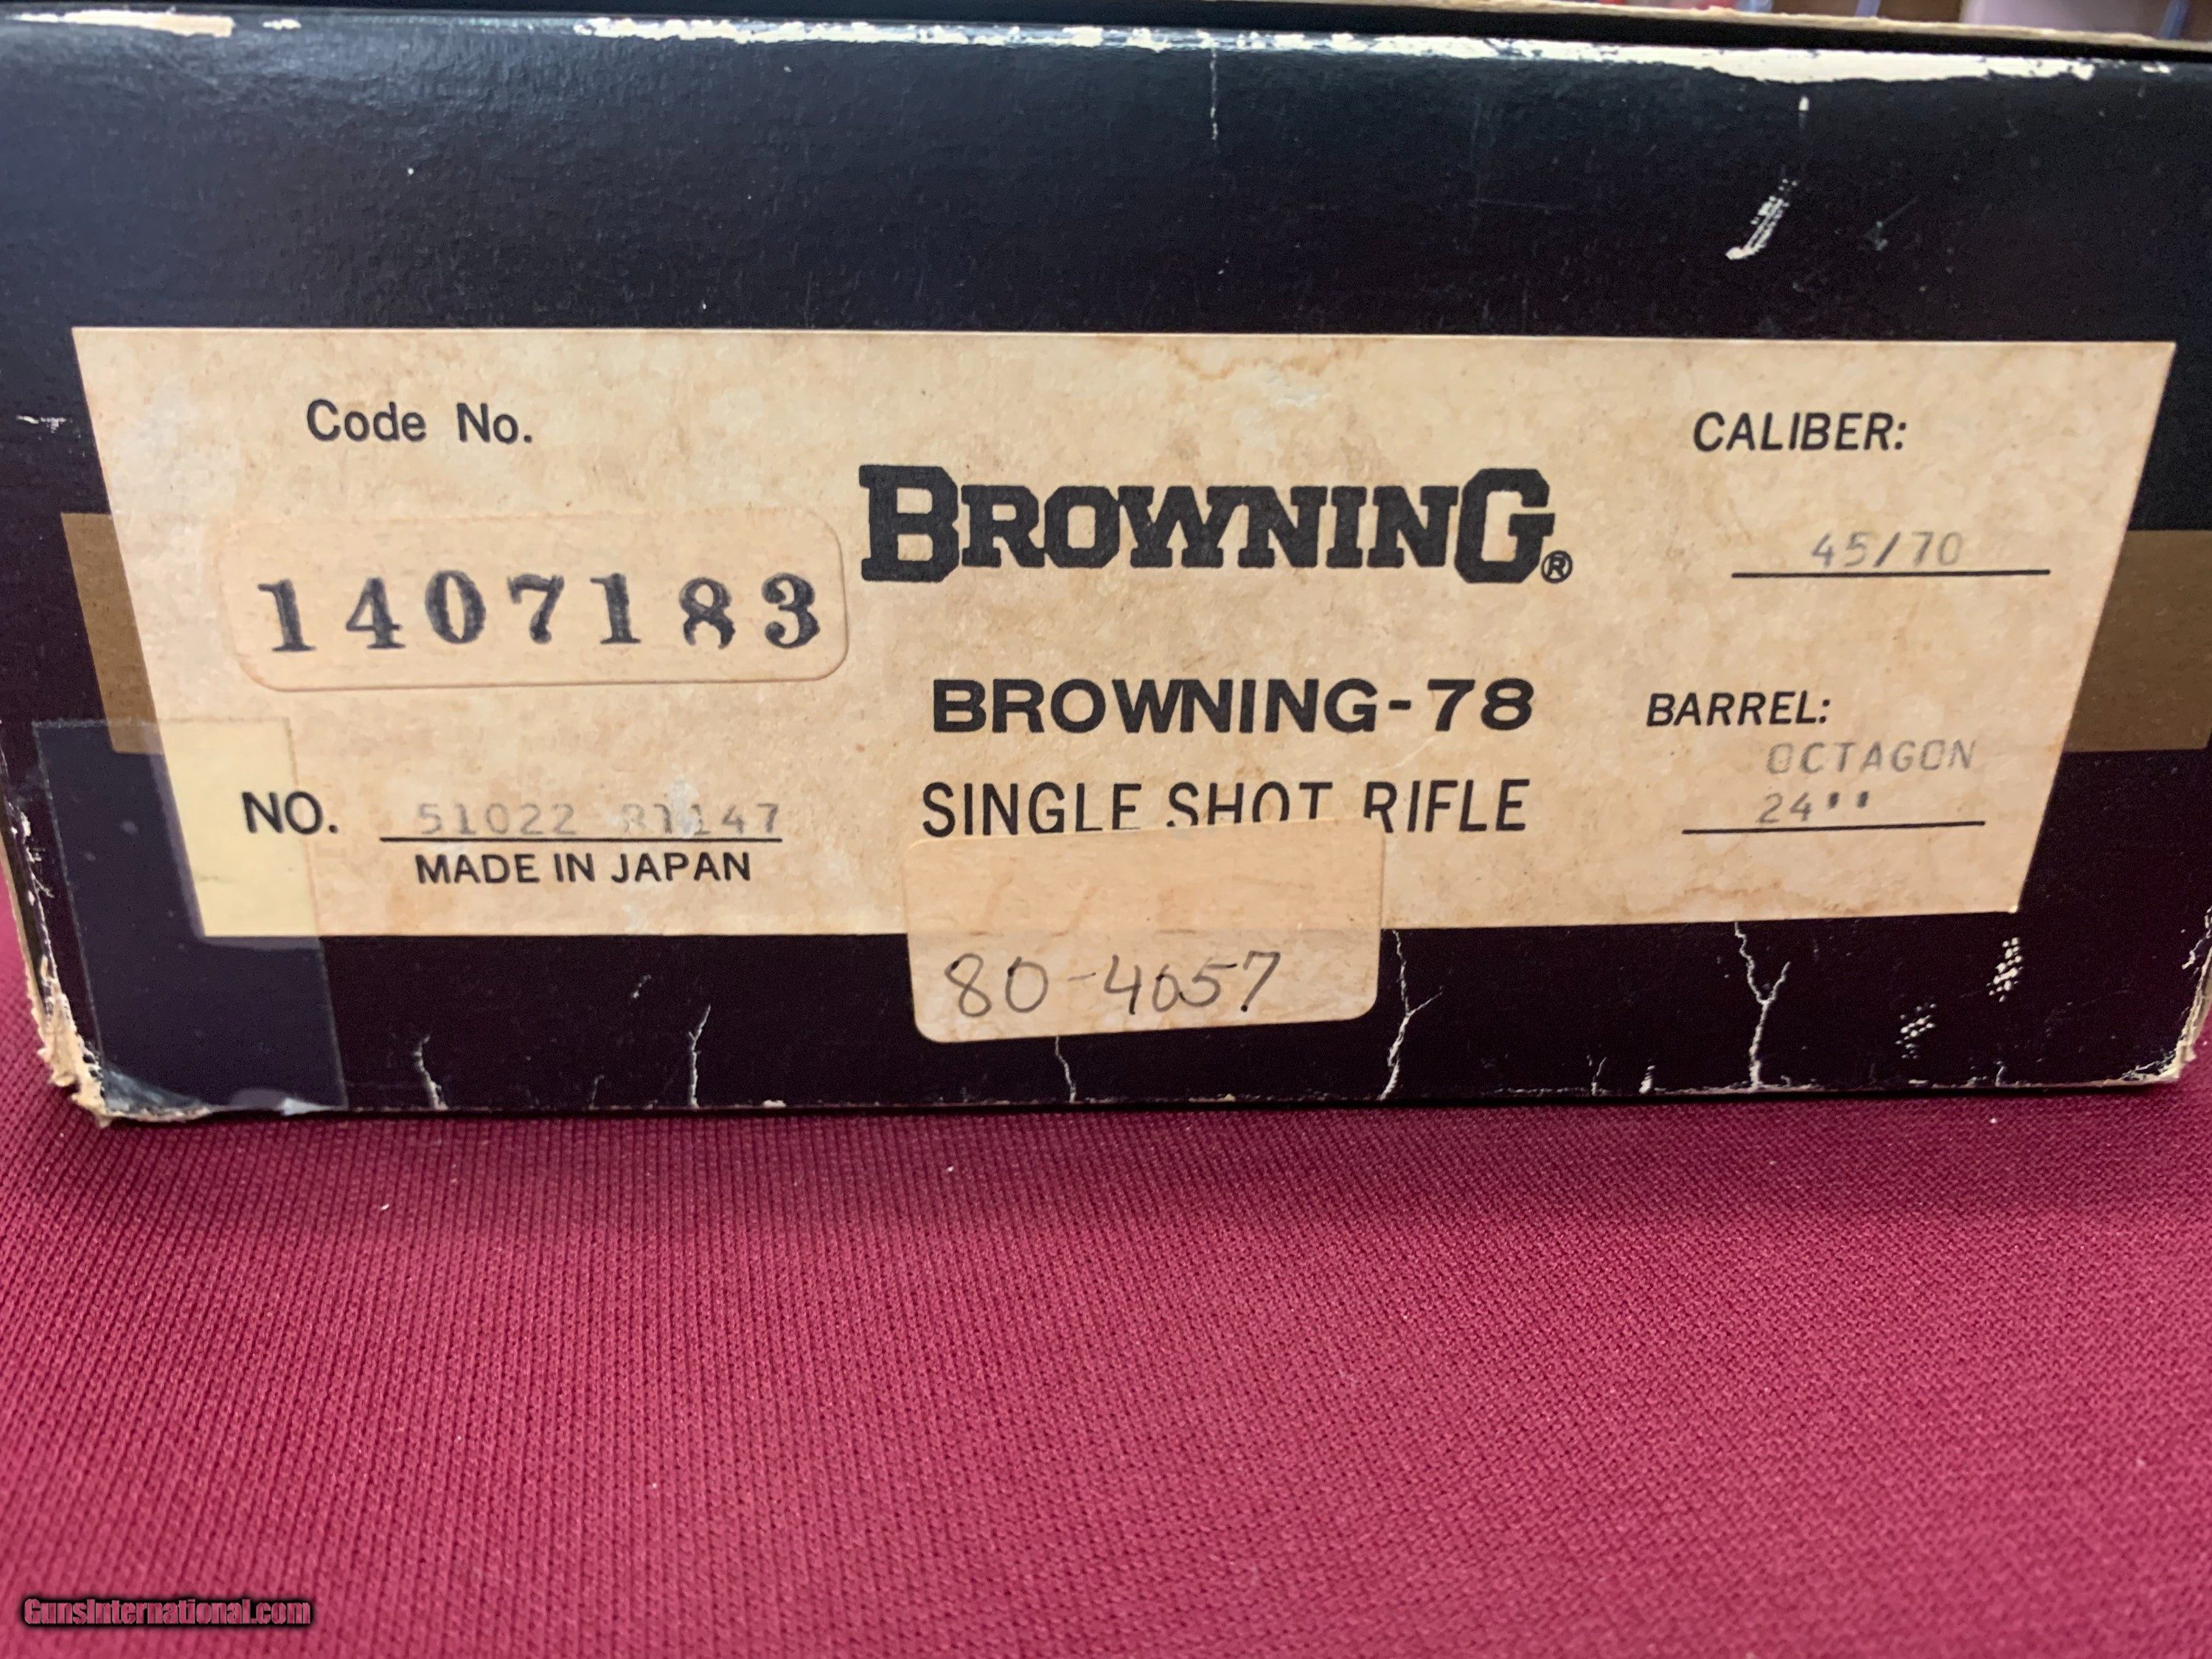 Code No.
CALIBER:
BROWNING®
45/70
1407183
BROWNING-78
BARREL:
OCTAGON
SINGLE SHOT RIFLE
24"
NO. 51022
MADE IN JAPAN
80-4057
GunsInternational.com